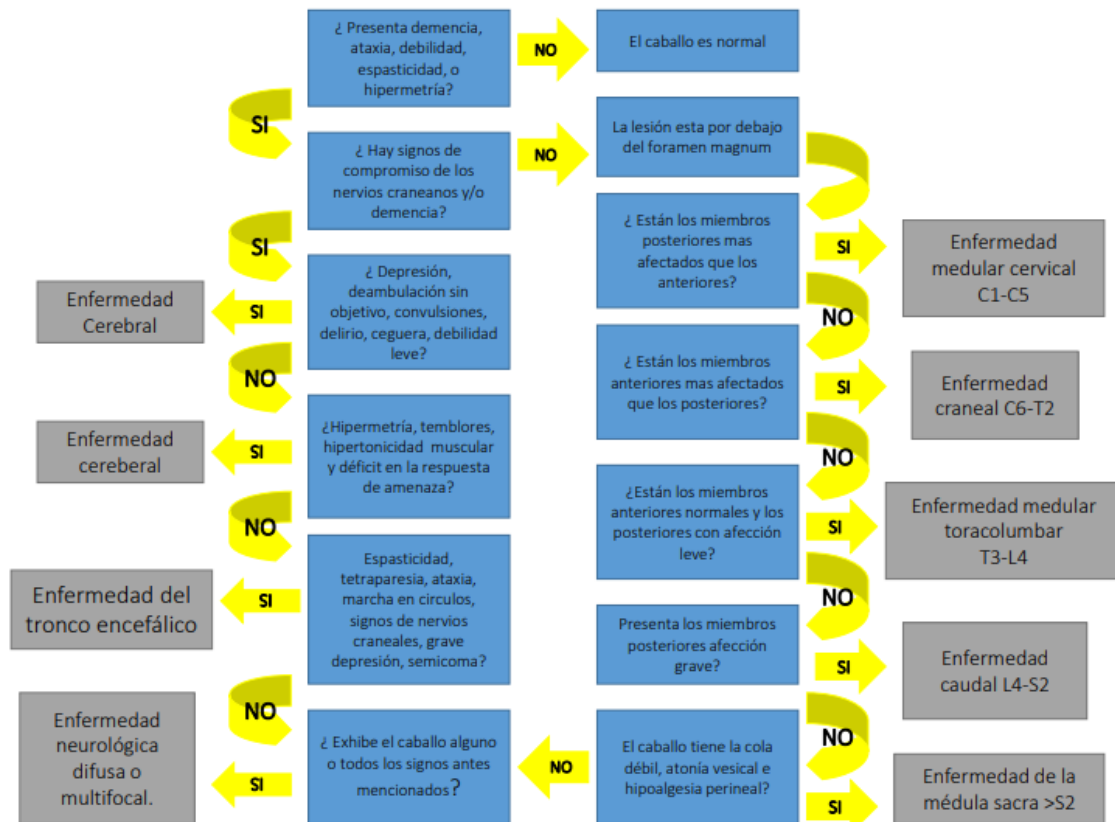 ¿ Presenta demencia,
ataxia, debilidad,
espasticidad, o
hipermetría?
NO
El caballo es normal
SI
¿ Hay signos de
compromiso de los
nervios craneanos y/o
demencia?
NO
La lesión esta por debajo
del foramen magnum
¿ Están los miembros
posteriores mas
afectados que los
anteriores?
SI
Enfermedad
medular cervical
C1-C5
SI
¿ Depresión,
deambulación sin
objetivo, convulsiones,
delirio, ceguera, debilidad
leve?
SI
Enfermedad
Cerebral
NO
¿ Están los miembros
anteriores mas afectados
que los posteriores?
SI
Enfermedad
craneal C6-T2
NO
¿Hipermetría, temblores,
hipertonicidad muscular
y déficit en la respuesta
de amenaza?
SI
Enfermedad
cereberal
NO
¿Están los miembros
anteriores normales y los
posteriores con afección
leve?
SI
Enfermedad medular
toracolumbar
T3-L4
NO
Espasticidad,
tetraparesia, ataxia,
marcha en circulos,
signos de nervios
craneales, grave
depresión, semicoma?
SI
Enfermedad del
tronco encefálico
NO
Presenta los miembros
posteriores afección
grave?
SI
Enfermedad
caudal L4-S2
NO
¿ Exhibe el caballo alguno
o todos los signos antes
mencionados?
SI
Enfermedad
neurológica
difusa o
multifocal.
NO
El caballo tiene la cola
débil, atonía vesical e
hipoalgesia perineal?
NO
SI
Enfermedad de la
médula sacra >S2